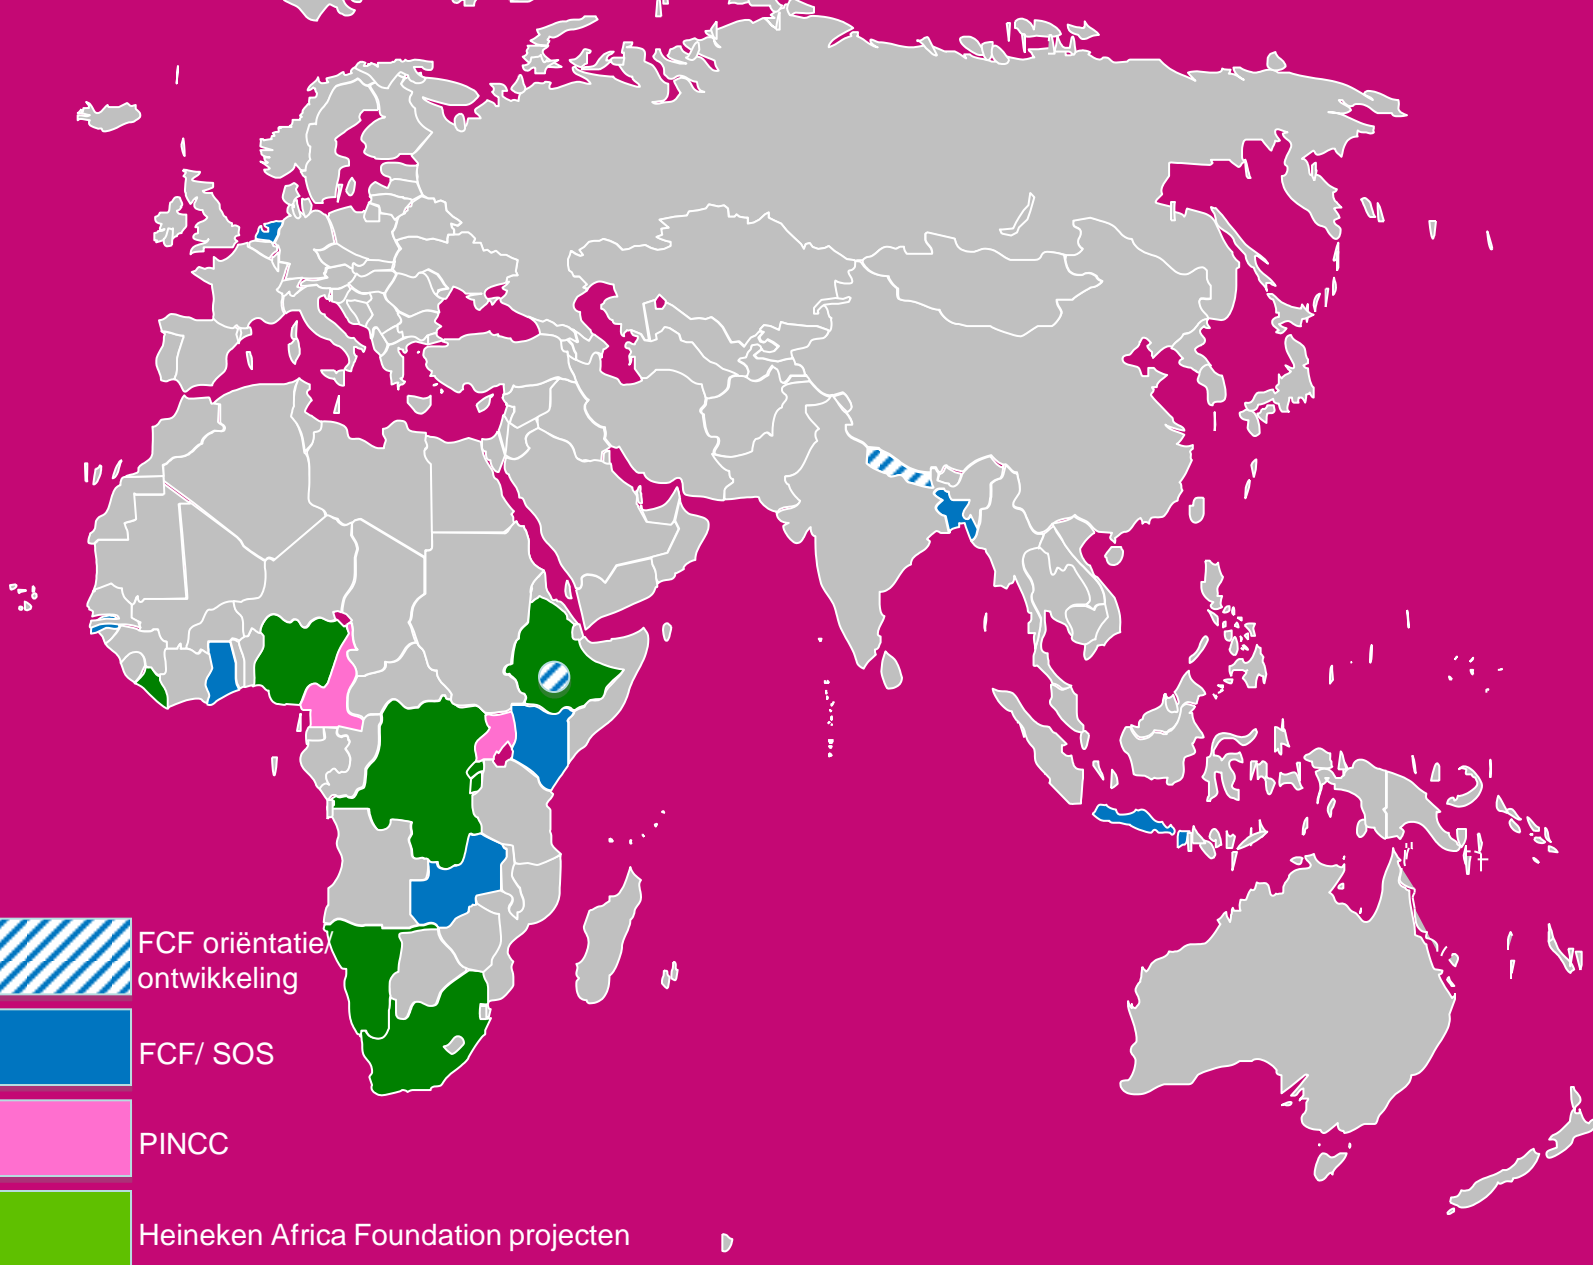 FCF oriëntatie/
ontwikkeling
FCF/ SOS
PINCC
Heineken Africa Foundation projecten